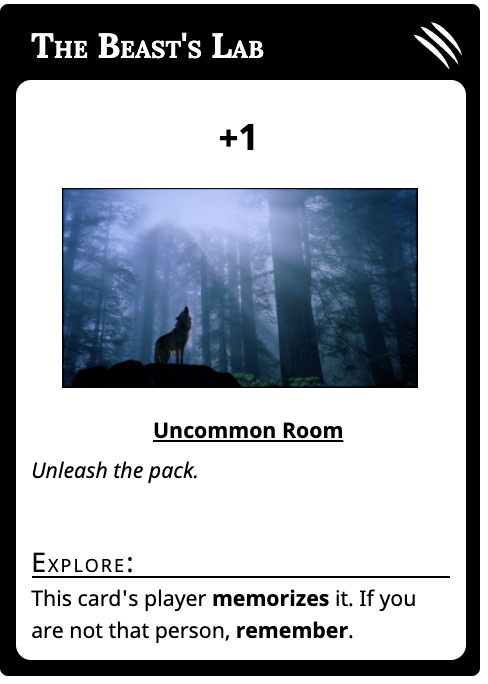 The Beast's Lab
+1
Uncommon Room
Unleash the pack.
Explore:
This card's player memorizes it. If you
are not that person, remember.